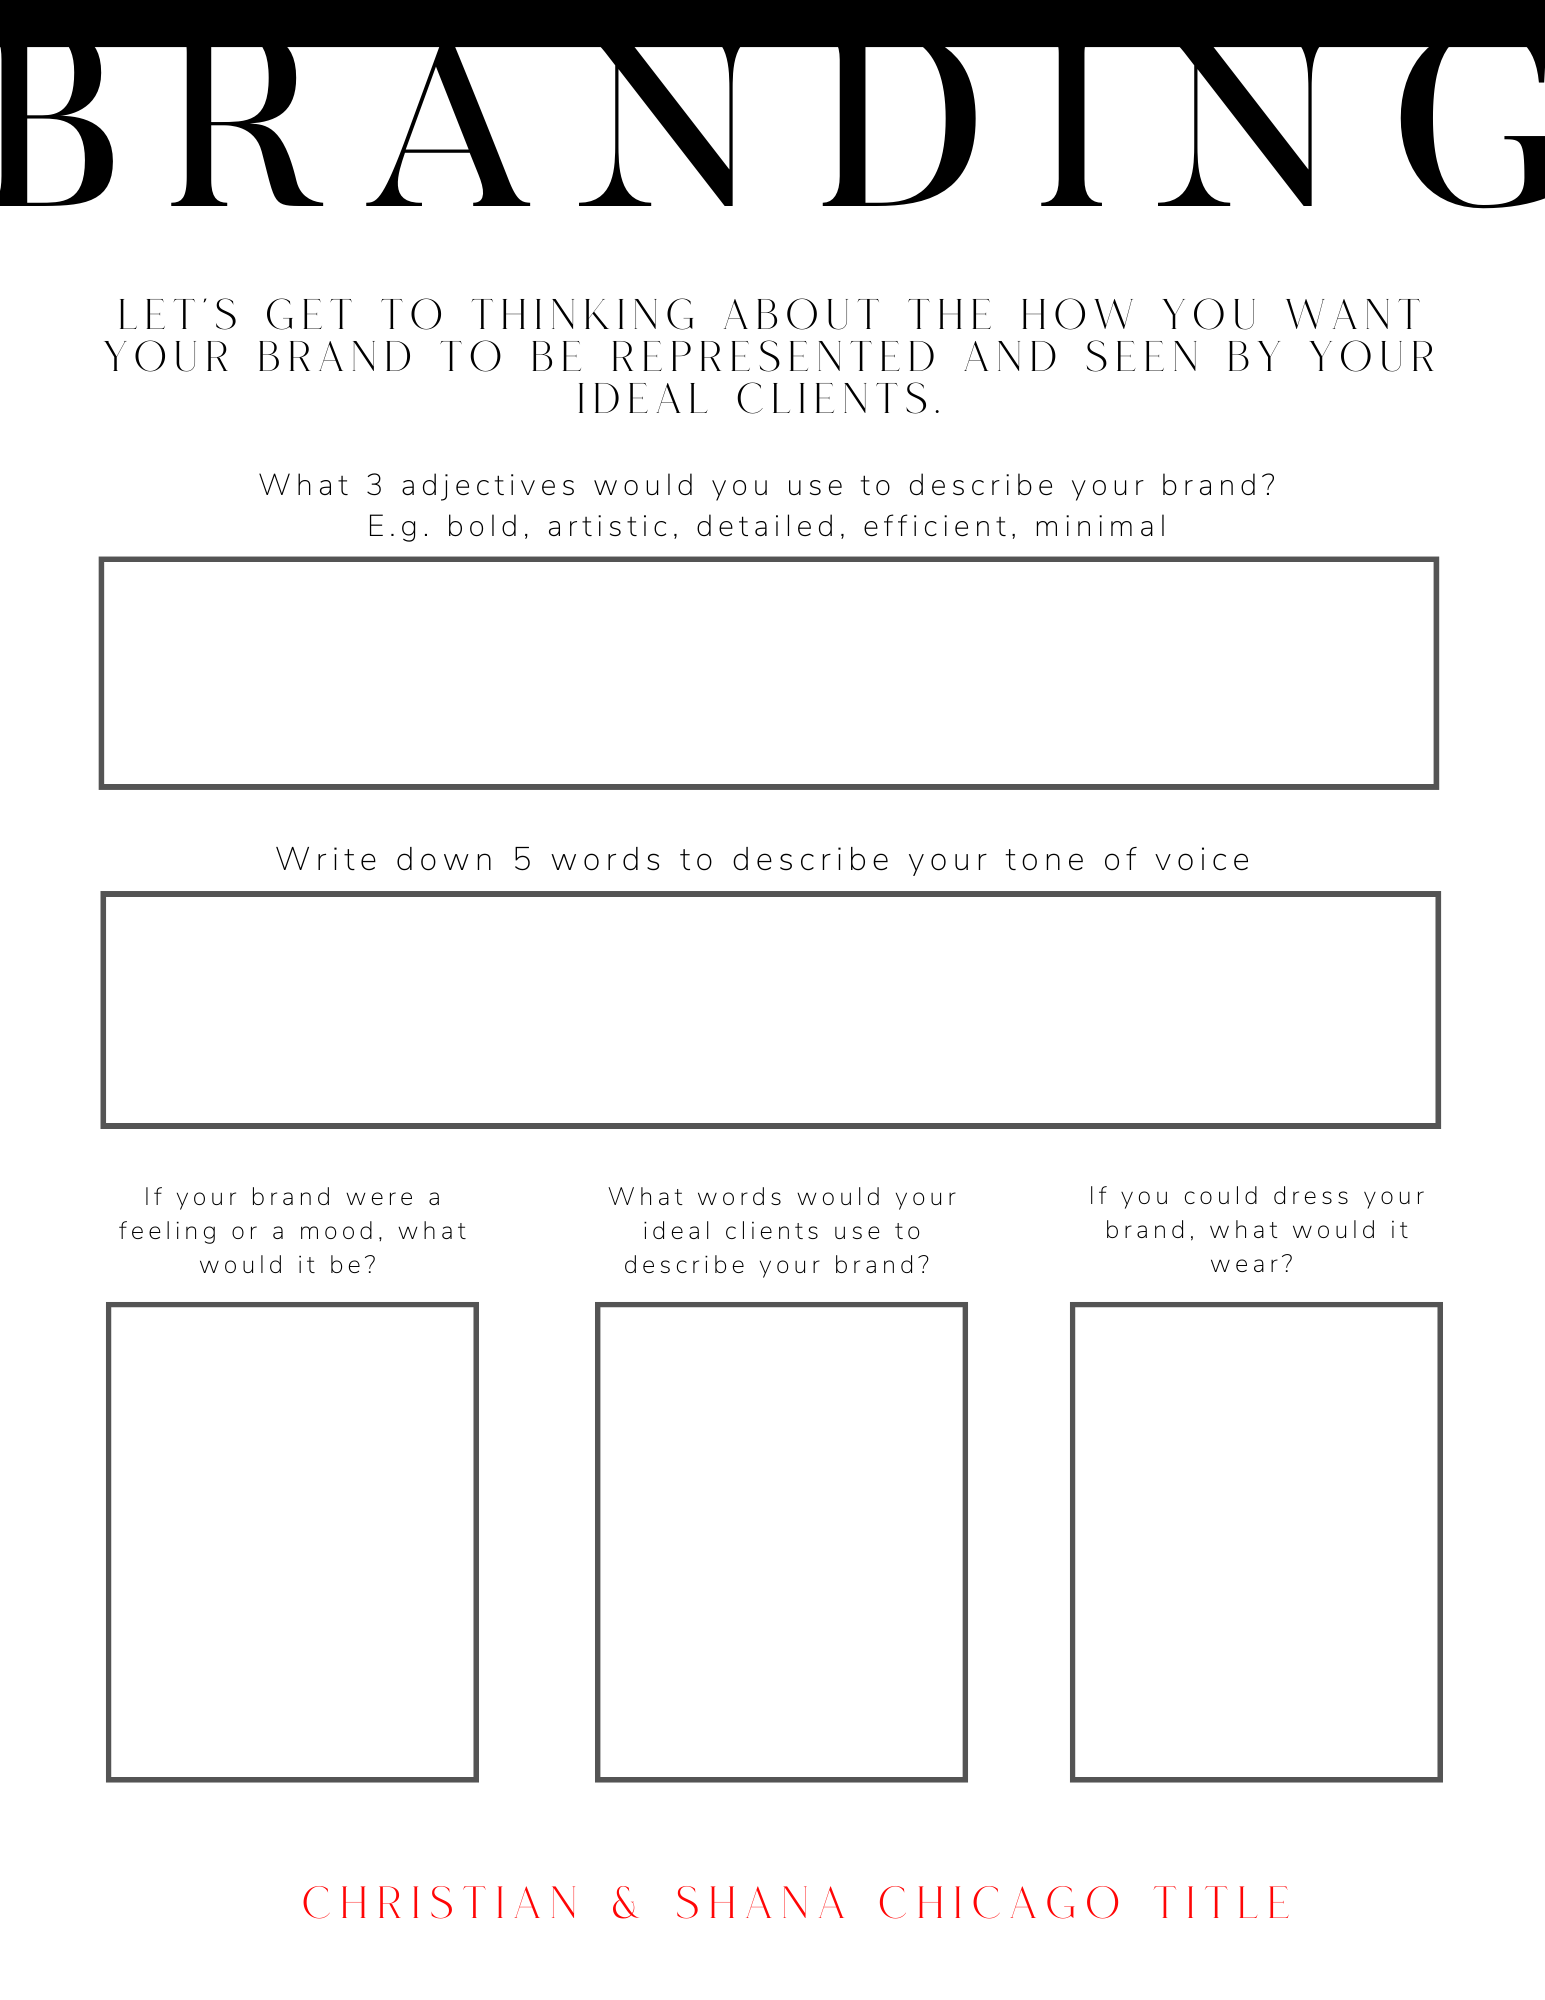 BRANDING
LET'S GET TO THINKING ABOUT THE HOW YOU WANT
YOUR BRAND TO BE REPRESENTED AND SEEN BY YOUR
IDEAL CLIENTS.
What 3 adjectives would you use to describe your brand?
E.g. bold, artistic, detailed, efficient, minimal
Write down 5 words to describe your tone of voice
If your brand were a
feeling or a mood, what
would it be?
What words would your
ideal clients use to
describe your brand?
If you could dress your
brand, what would it
wear?
CHRISTIAN & SHANA CHICAGO TITLE